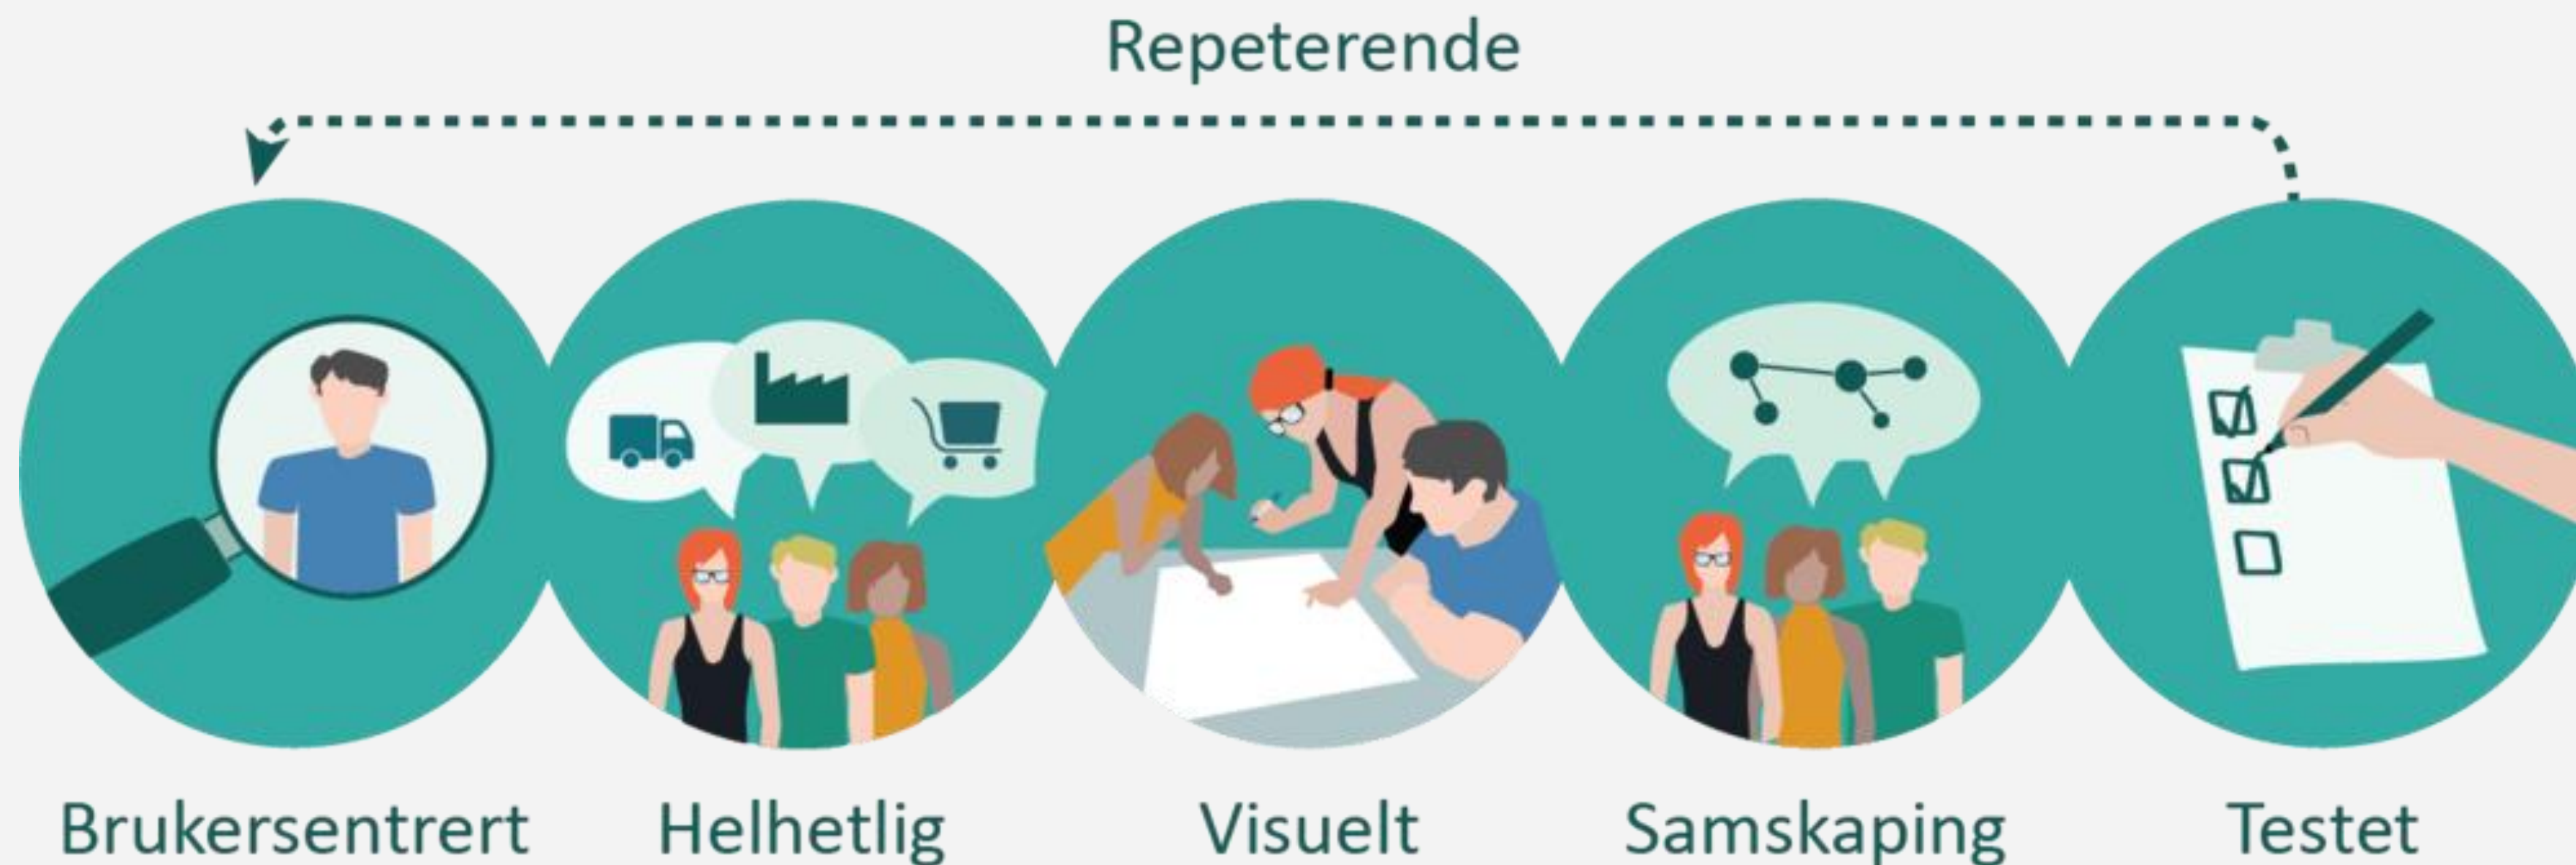 Repeterende
Brukersentrert
Helhetlig
Visuelt
Samskaping
Testet